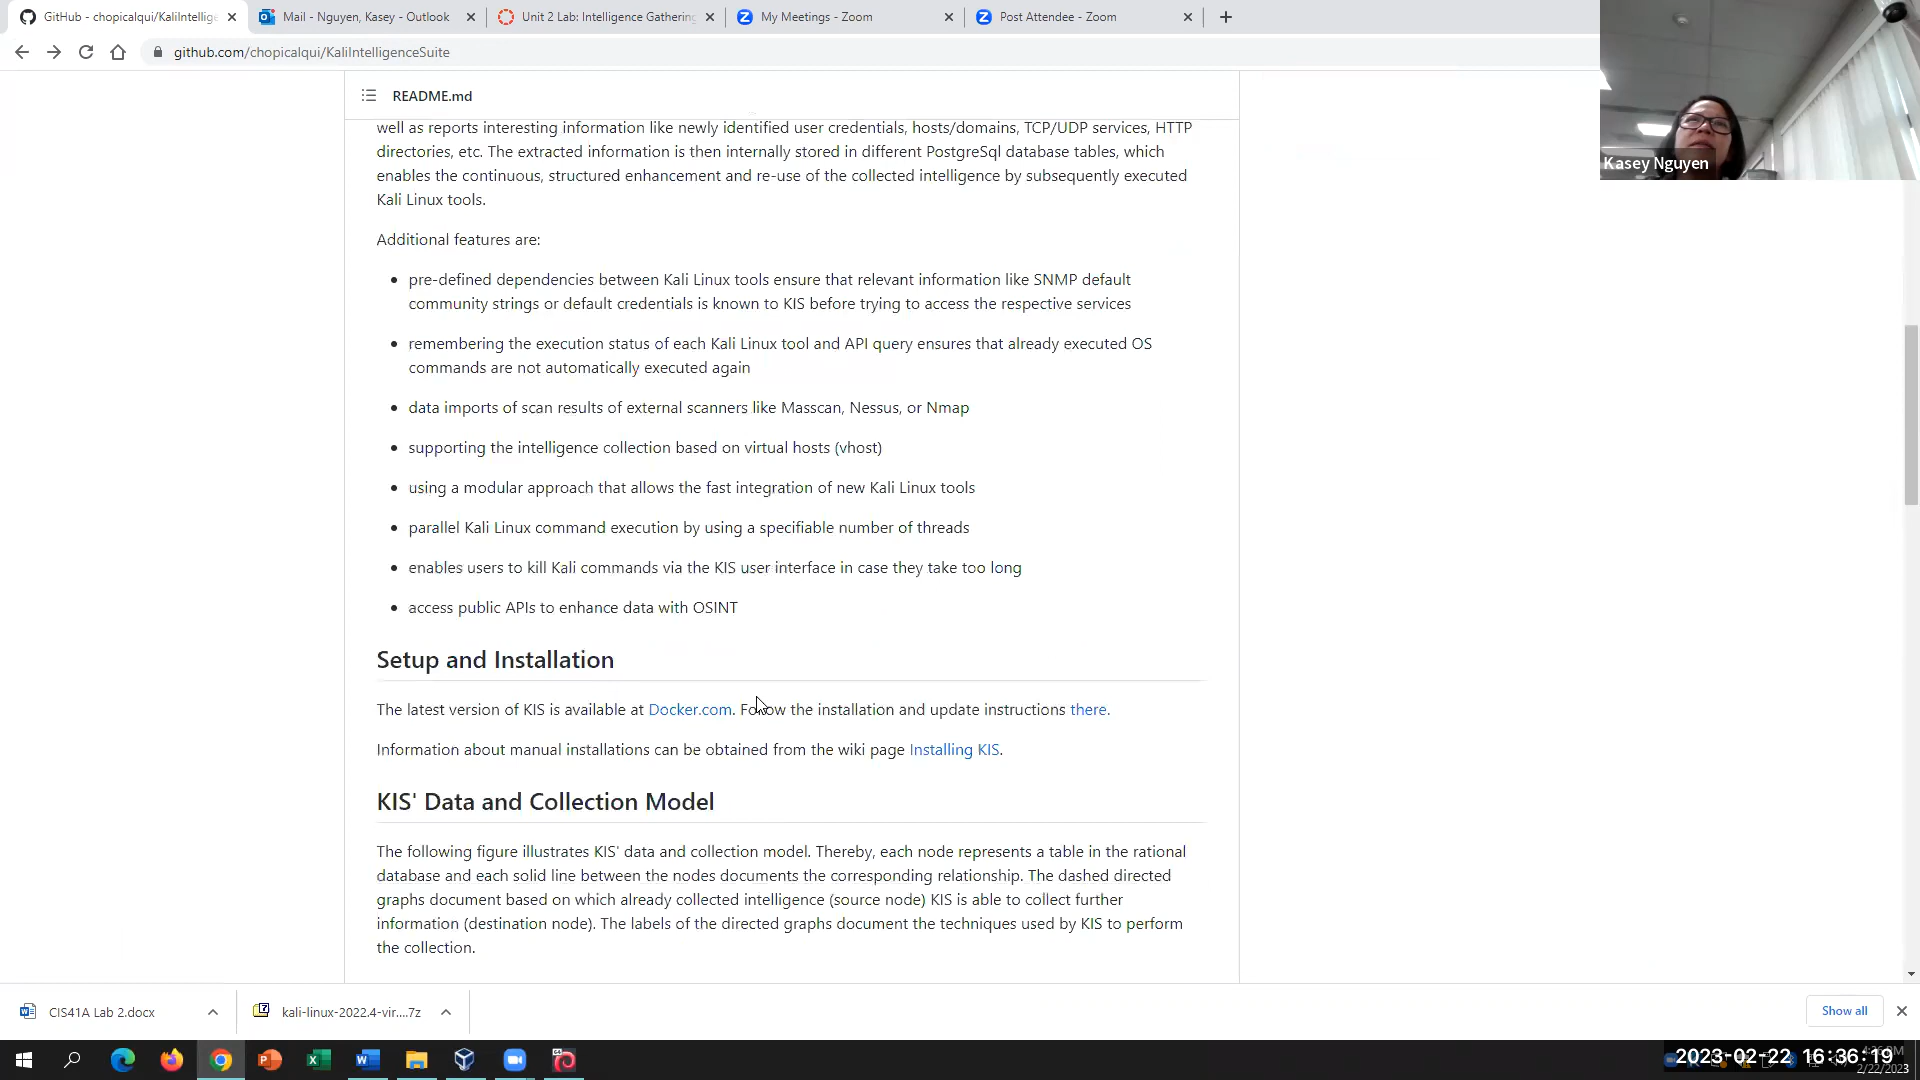 GitHub - chopicalqui/KaliIntellige
Mail - Nguyen, Kasey - Outlook
Unit 2 Lab: Intelligence Gathering
My Meetings - Zoom
Post Attendee - Zoom
github.com/chopicalqui/KaliIntelligenceSuite
Kasey Nguyen
README.md
well as reports interesting information like newly identified user credentials, hosts/domains, TCP/UDP services, HTTP
directories, etc. The extracted information is then internally stored in different PostgreSql database tables, which
enables the continuous, structured enhancement and re-use of the collected intelligence by subsequently executed
Kali Linux tools.
Additional features are:
• pre-defined dependencies between Kali Linux tools ensure that relevant information like SNMP default
community strings or default credentials is known to KIS before trying to access the respective services
• remembering the execution status of each Kali Linux tool and API query ensures that already executed OS
commands are not automatically executed again
• data imports of scan results of external scanners like Masscan, Nessus, or Nmap
• supporting the intelligence collection based on virtual hosts (vhost)
• using a modular approach that allows the fast integration of new Kali Linux tools
• parallel Kali Linux command execution by using a specifiable number of threads
• enables users to kill Kali commands via the KIS user interface in case they take too long
• access public APIs to enhance data with OSINT
Setup and Installation
The latest version of KIS is available at Docker.com. Follow the installation and update instructions there.
Information about manual installations can be obtained from the wiki page Installing KIS.
KIS' Data and Collection Model
The following figure illustrates KIS' data and collection model. Thereby, each node represents a table in the rational
database and each solid line between the nodes documents the corresponding relationship. The dashed directed
graphs document based on which already collected intelligence (source node) KIS is able to collect further
information (destination node). The labels of the directed graphs document the techniques used by KIS to perform
the collection.
CIS41A Lab 2.docx
kali-linux-2022.4-vir....7z
Show all
2023-02-22 16:36:19
2/22/2023